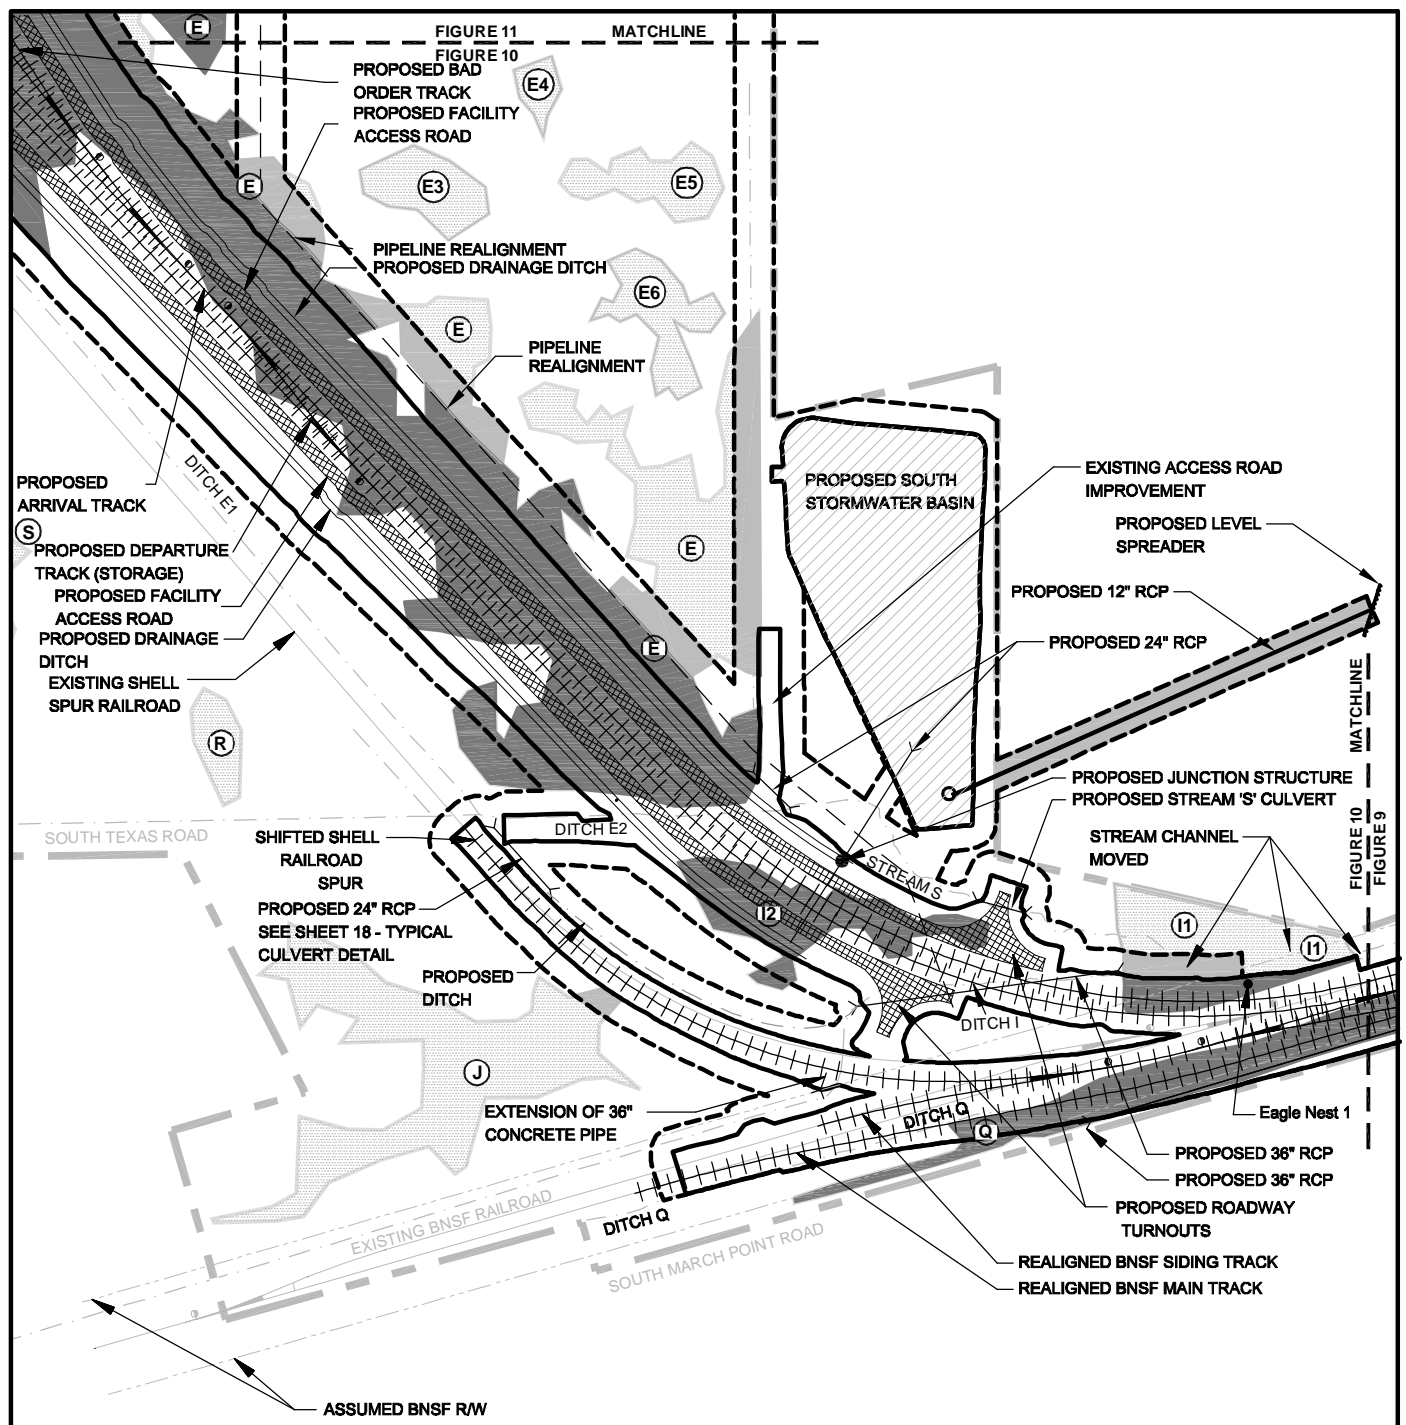 FIGURE 11
MATCHLINE
FIGURE 10
E
PROPOSED BAD
ORDER TRACK
PROPOSED FACILITY
ACCESS ROAD
E4
E
E3
E5
PIPELINE REALIGNMENT
PROPOSED DRAINAGE DITCH
E6
E
PIPELINE
REALIGNMENT
PROPOSED
ARRIVAL TRACK
DITCH E1
S
PROPOSED SOUTH
STORMWATER BASIN
EXISTING ACCESS ROAD
IMPROVEMENT
PROPOSED LEVEL
SPREADER
PROPOSED DEPARTURE
TRACK (STORAGE)
PROPOSED FACILITY
ACCESS ROAD
PROPOSED DRAINAGE
DITCH
EXISTING SHELL
SPUR RAILROAD
E
PROPOSED 12" RCP
PROPOSED 24" RCP
E
R
MATCHLINE
FIGURE 10
FIGURE 9
PROPOSED JUNCTION STRUCTURE
PROPOSED STREAM 'S' CULVERT
SOUTH TEXAS ROAD
DITCH E2
SHIFTED SHELL
RAILROAD
SPUR
STREAM S
STREAM CHANNEL
MOVED
PROPOSED 24" RCP
SEE SHEET 18 - TYPICAL
CULVERT DETAIL
I2
I1
I1
PROPOSED
DITCH
DITCH I
J
EXTENSION OF 36"
CONCRETE PIPE
DITCH Q
Q
Eagle Nest 1
PROPOSED 36" RCP
PROPOSED 36" RCP
PROPOSED ROADWAY
TURNOUTS
EXISTING BNSF RAILROAD
DITCH Q
SOUTH MARCH POINT ROAD
REALIGNED BNSF SIDING TRACK
REALIGNED BNSF MAIN TRACK
ASSUMED BNSF R/W